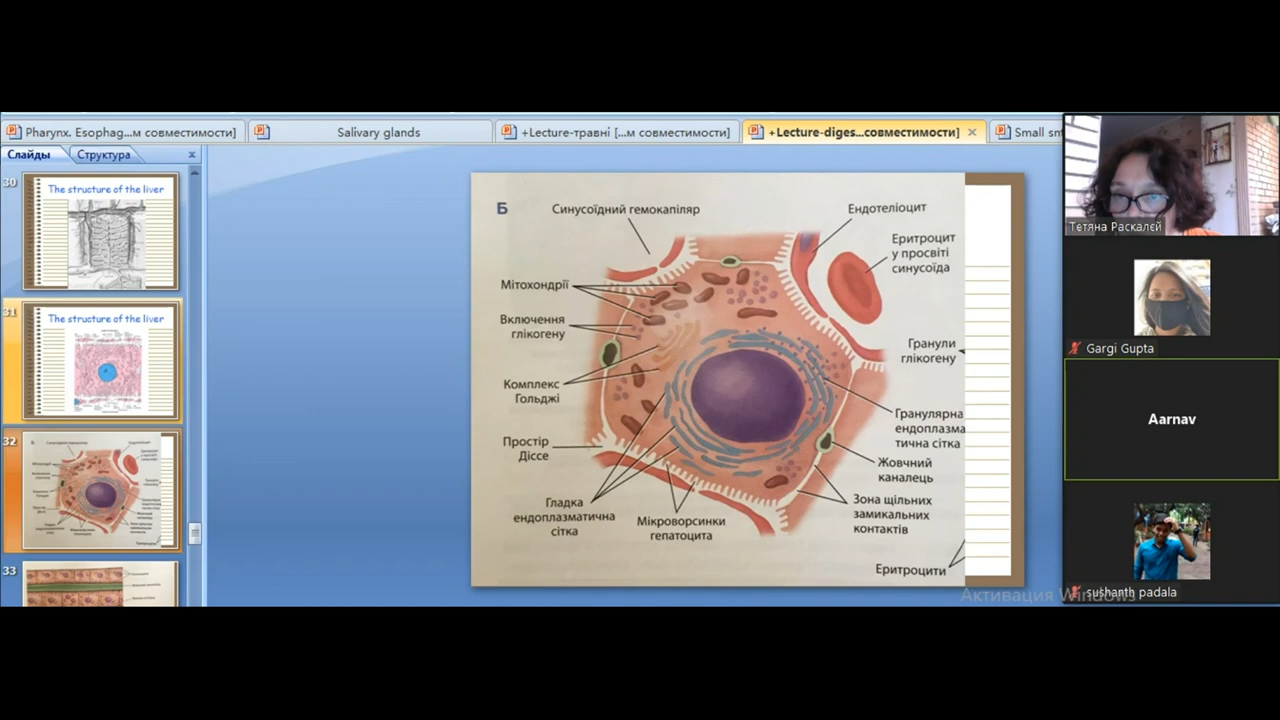 Pharynx. Esophag...м совместимости]
Salivary glands
+Lecture-травні [...м совместимости]
+Lecture-diges...совместимости]
Small
Слайды
Структура
30
The structure of the liver
31
The structure of the liver
32
33
Б
Синусоїдний гемокапіляр
Ендотеліоцит
Еритроцит
у просвіті
синусоїда
Мітохондрії
Включення
глікогену
Гранули
глікогену
Комплекс
Гольджі
Гранулярна
ендоплазма
тична сітка
Простір
Діссе
Жовчний
каналець
Гладка
ендоплазматична
сітка
Мікроворсинки
гепатоцита
Зона щільних
замикальних
контактів
Еритроцити
Активация Windows
Тетяна Раскалєй
Gargi Gupta
Aarnav
sushanth padala